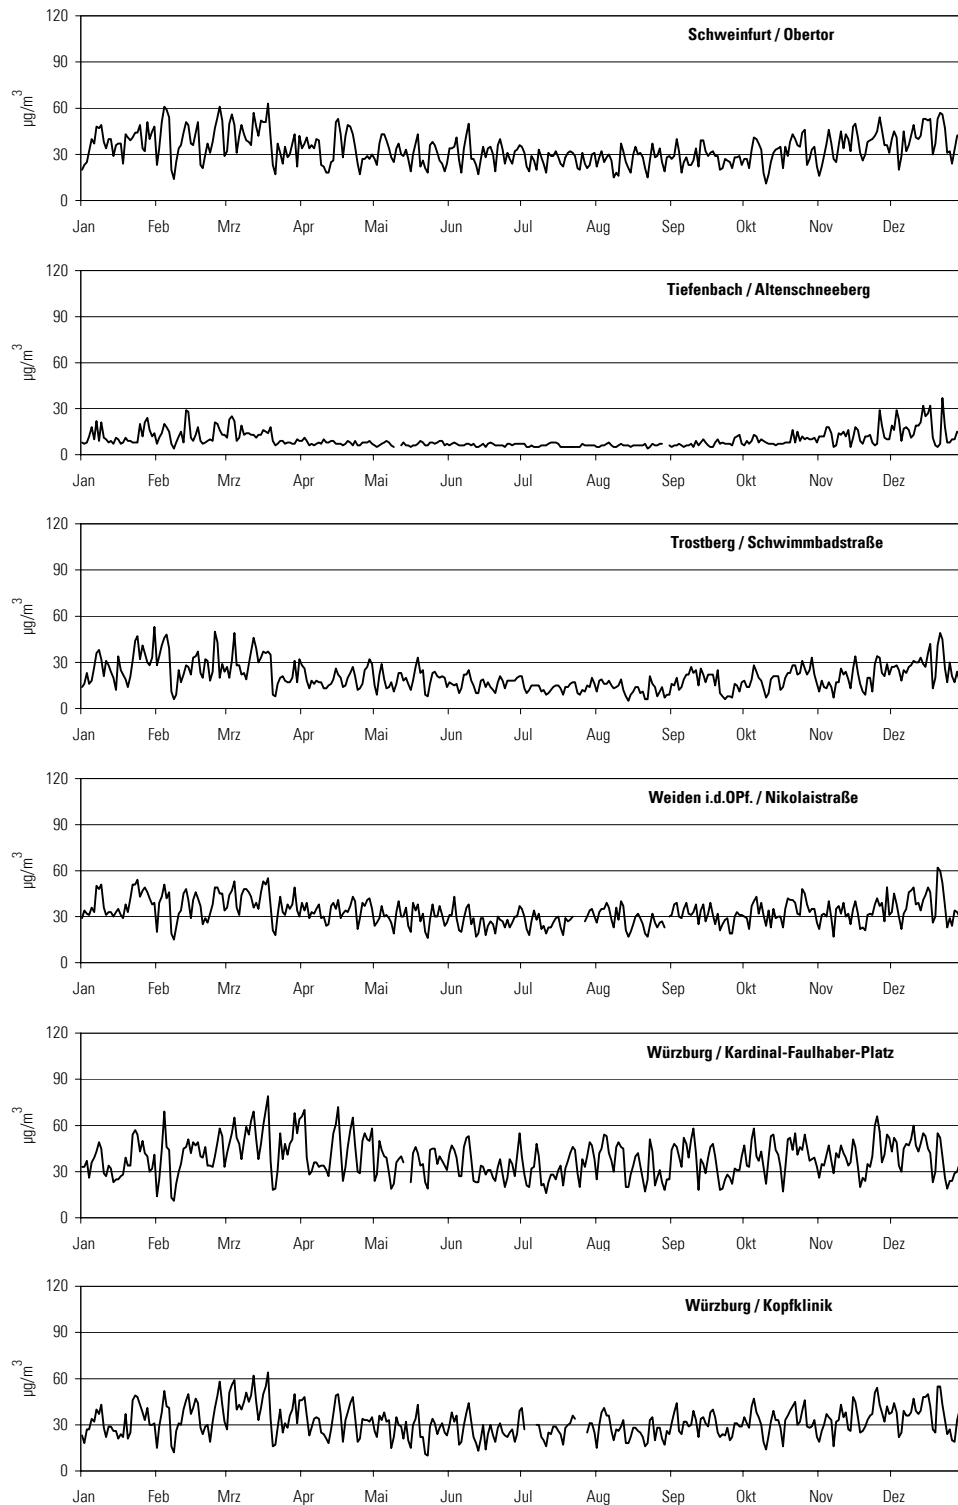 Schweinfurt / Obertor
120
90
60
30
0
µg/m³
Jan Feb Mrz Apr Mai Jun Jul Aug Sep Okt Nov Dez
Tiefenbach / Altenschneeberg
120
90
60
30
0
µg/m³
Jan Feb Mrz Apr Mai Jun Jul Aug Sep Okt Nov Dez
Trostberg / Schwimmbadstraße
120
90
60
30
0
µg/m³
Jan Feb Mrz Apr Mai Jun Jul Aug Sep Okt Nov Dez
Weiden i.d.OPf. / Nikolaistraße
120
90
60
30
0
µg/m³
Jan Feb Mrz Apr Mai Jun Jul Aug Sep Okt Nov Dez
Würzburg / Kardinal-Faulhaber-Platz
120
90
60
30
0
µg/m³
Jan Feb Mrz Apr Mai Jun Jul Aug Sep Okt Nov Dez
Würzburg / Kopfklinik
120
90
60
30
0
µg/m³
Jan Feb Mrz Apr Mai Jun Jul Aug Sep Okt Nov Dez